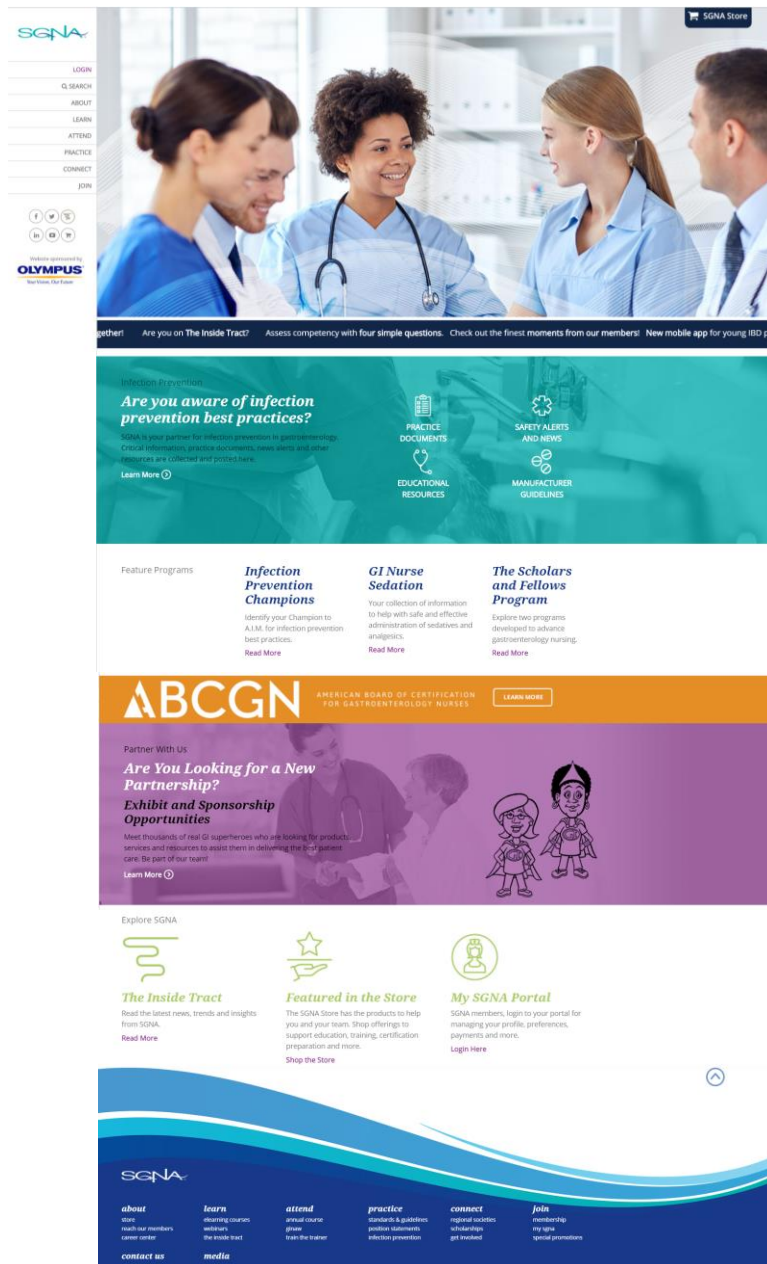 SGNA
LOGIN
SEARCH
ABOUT
LEARN
ATTEND
PRACTICE
CONNECT
JOIN
Website sponsored by
OLYMPUS
Your Vision, Our Future
SGNA Store
gether! Are you on The Inside Tract? Assess competency with four simple questions. Check out the finest moments from our members! New mobile app for young IBD p
Infection Prevention
Are you aware of infection
prevention best practices?
SGNA is your partner for infection prevention in gastroenterology.
Critical information, practice documents, news alerts and other
resources are collected and posted here.
Learn More
PRACTICE
DOCUMENTS
SAFETY ALERTS
AND NEWS
EDUCATIONAL
RESOURCES
MANUFACTURER
GUIDELINES
Feature Programs
Infection
Prevention
Champions
Identify your Champion to
A.I.M. for infection prevention
best practices.
Read More
GI Nurse
Sedation
Your collection of information
to help with safe and effective
administration of sedatives and
analgesics.
Read More
The Scholars
and Fellows
Program
Explore two programs
developed to advance
gastroenterology nursing.
Read More
ABCGN
AMERICAN BOARD OF CERTIFICATION
FOR GASTROENTEROLOGY NURSES
LEARN MORE
Partner With Us
Are You Looking for a New
Partnership?
Exhibit and Sponsorship
Opportunities
Meet thousands of real GI superheroes who are looking for products,
services and resources to assist them in delivering the best patient
care. Be part of our team!
Learn More
Explore SGNA
The Inside Tract
Read the latest news, trends and insights
from SGNA.
Read More
Featured in the Store
The SGNA Store has the products to help
you and your team. Shop offerings to
support education, training, certification
preparation and more.
Shop the Store
My SGNA Portal
SGNA members, login to your portal for
managing your profile, preferences,
payments and more.
Login Here
SGNA
about
store
reach our members
career center
learn
elearning courses
webinars
the inside tract
attend
annual course
ginaw
train the trainer
practice
standards & guidelines
position statements
infection prevention
connect
regional societies
scholarships
get involved
join
membership
my sgna
special promotions
contact us
media